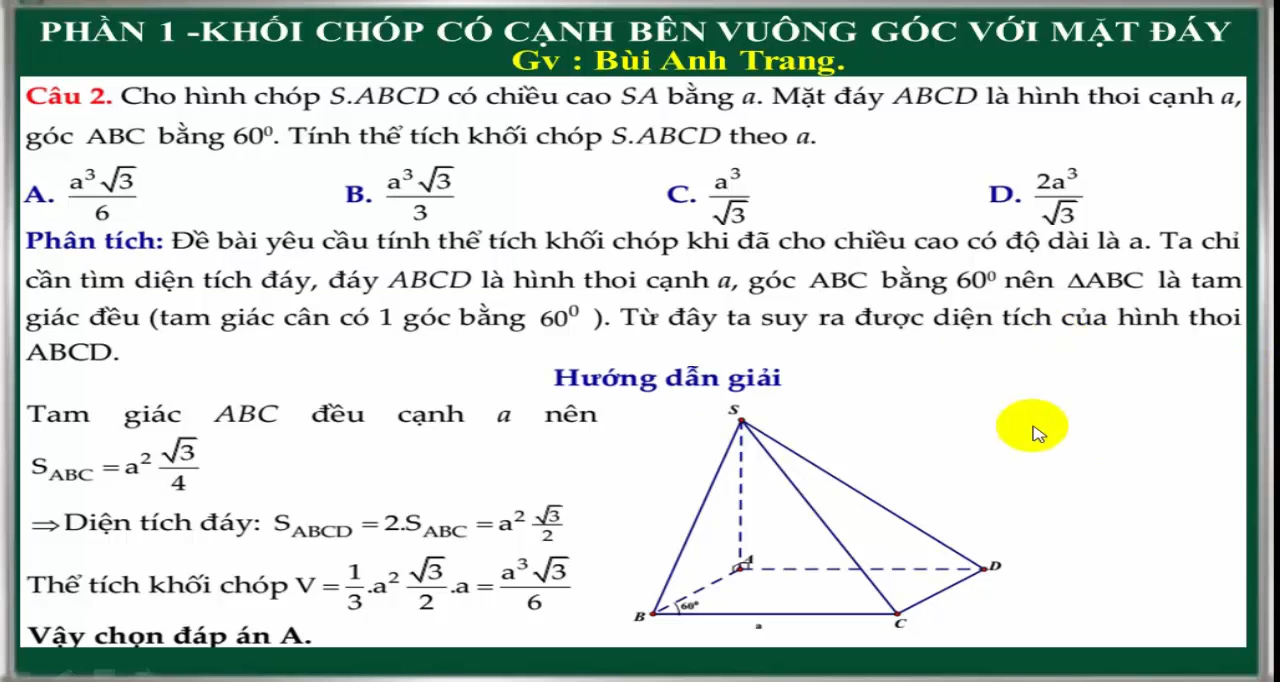 PHẦN 1 -KHỐI CHÓP CÓ CẠNH BÊN VUÔNG GÓC VỚI MẶT ĐÁY
Gv : Bùi Anh Trang.
Câu 2. Cho hình chóp S.ABCD có chiều cao SA bằng a. Mặt đáy ABCD là hình thoi cạnh a,
góc ABC bằng 60⁰. Tính thể tích khối chóp S.ABCD theo a.
A. a³√3/6 B. a³√3/3 C. a³/√3 D. 2a³/√3
Phân tích: Đề bài yêu cầu tính thể tích khối chóp khi đã cho chiều cao có độ dài là a. Ta chỉ
cần tìm diện tích đáy, đáy ABCD là hình thoi cạnh a, góc ABC bằng 60⁰ nên ΔABC là tam
giác đều (tam giác cân có 1 góc bằng 60⁰ ). Từ đây ta suy ra được diện tích của hình thoi
ABCD.
Hướng dẫn giải
Tam giác ABC đều cạnh a nên
S_ABC = a² √3/4
⇒ Diện tích đáy: S_ABCD = 2.S_ABC = a² √3/2
Thể tích khối chóp V = 1/3 .a² √3/2 .a = a³√3/6
Vậy chọn đáp án A.
S
A
D
B
60⁰
C
a